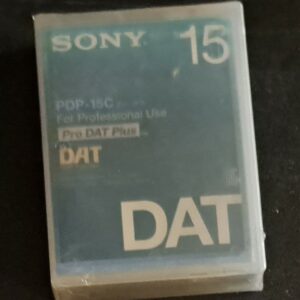 SONY 15
PDP-15C
For Professional Use
Pro DAT Plus
DAT
DAT